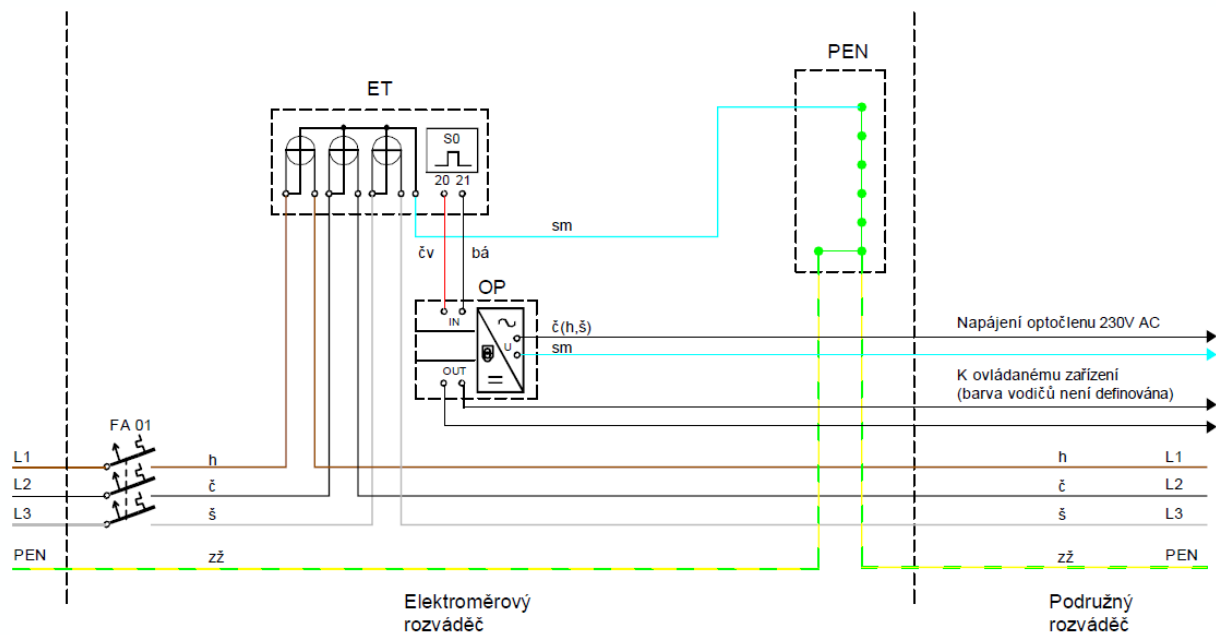 PEN
ET
S0
20 21
sm
čv
bá
OP
IN
U
OUT
č(h,š)
sm
Napájení optočlenu 230V AC
K ovládanému zařízení
(barva vodičů není definována)
FA 01
L1
h
h
L1
L2
č
č
L2
L3
š
š
L3
PEN
zž
zž
PEN
Elektroměrový
rozváděč
Podružný
rozváděč